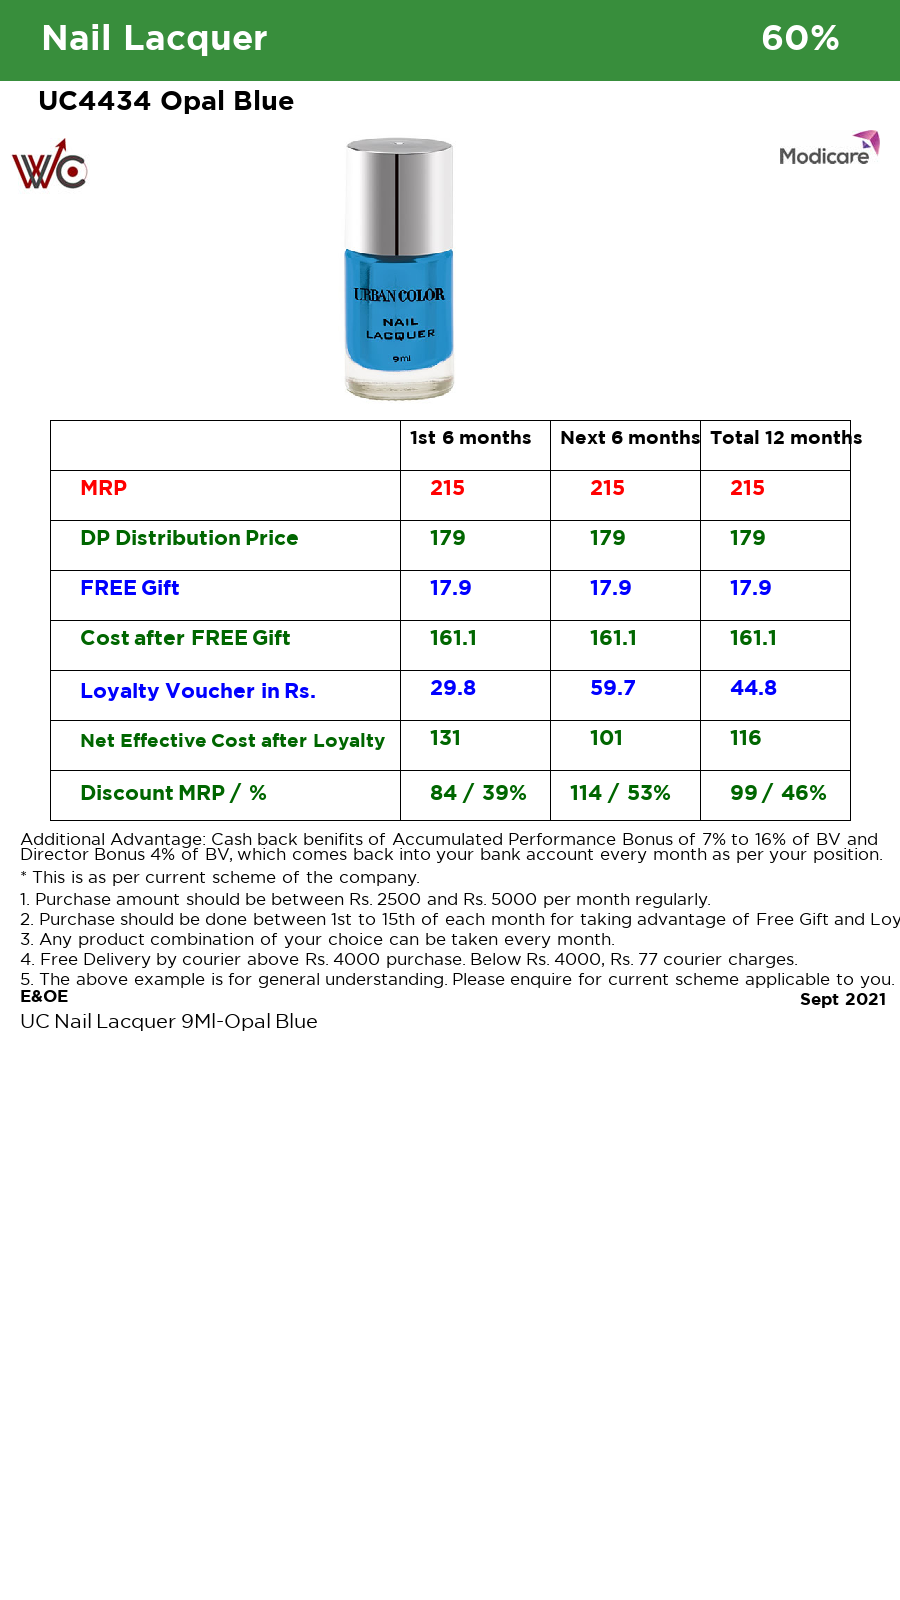 Nail Lacquer 60%
UC4434 Opal Blue
WC
Modicare
URBAN COLOR
NAIL
LACQUER
9ml
1st 6 months Next 6 months Total 12 months
MRP 215 215 215
DP Distribution Price 179 179 179
FREE Gift 17.9 17.9 17.9
Cost after FREE Gift 161.1 161.1 161.1
Loyalty Voucher in Rs. 29.8 59.7 44.8
Net Effective Cost after Loyalty 131 101 116
Discount MRP / % 84 / 39% 114 / 53% 99 / 46%
Additional Advantage: Cash back benifits of Accumulated Performance Bonus of 7% to 16% of BV and
Director Bonus 4% of BV, which comes back into your bank account every month as per your position.
* This is as per current scheme of the company.
1. Purchase amount should be between Rs. 2500 and Rs. 5000 per month regularly.
2. Purchase should be done between 1st to 15th of each month for taking advantage of Free Gift and Loy
3. Any product combination of your choice can be taken every month.
4. Free Delivery by courier above Rs. 4000 purchase. Below Rs. 4000, Rs. 77 courier charges.
5. The above example is for general understanding. Please enquire for current scheme applicable to you.
E&OE
Sept 2021
UC Nail Lacquer 9Ml-Opal Blue